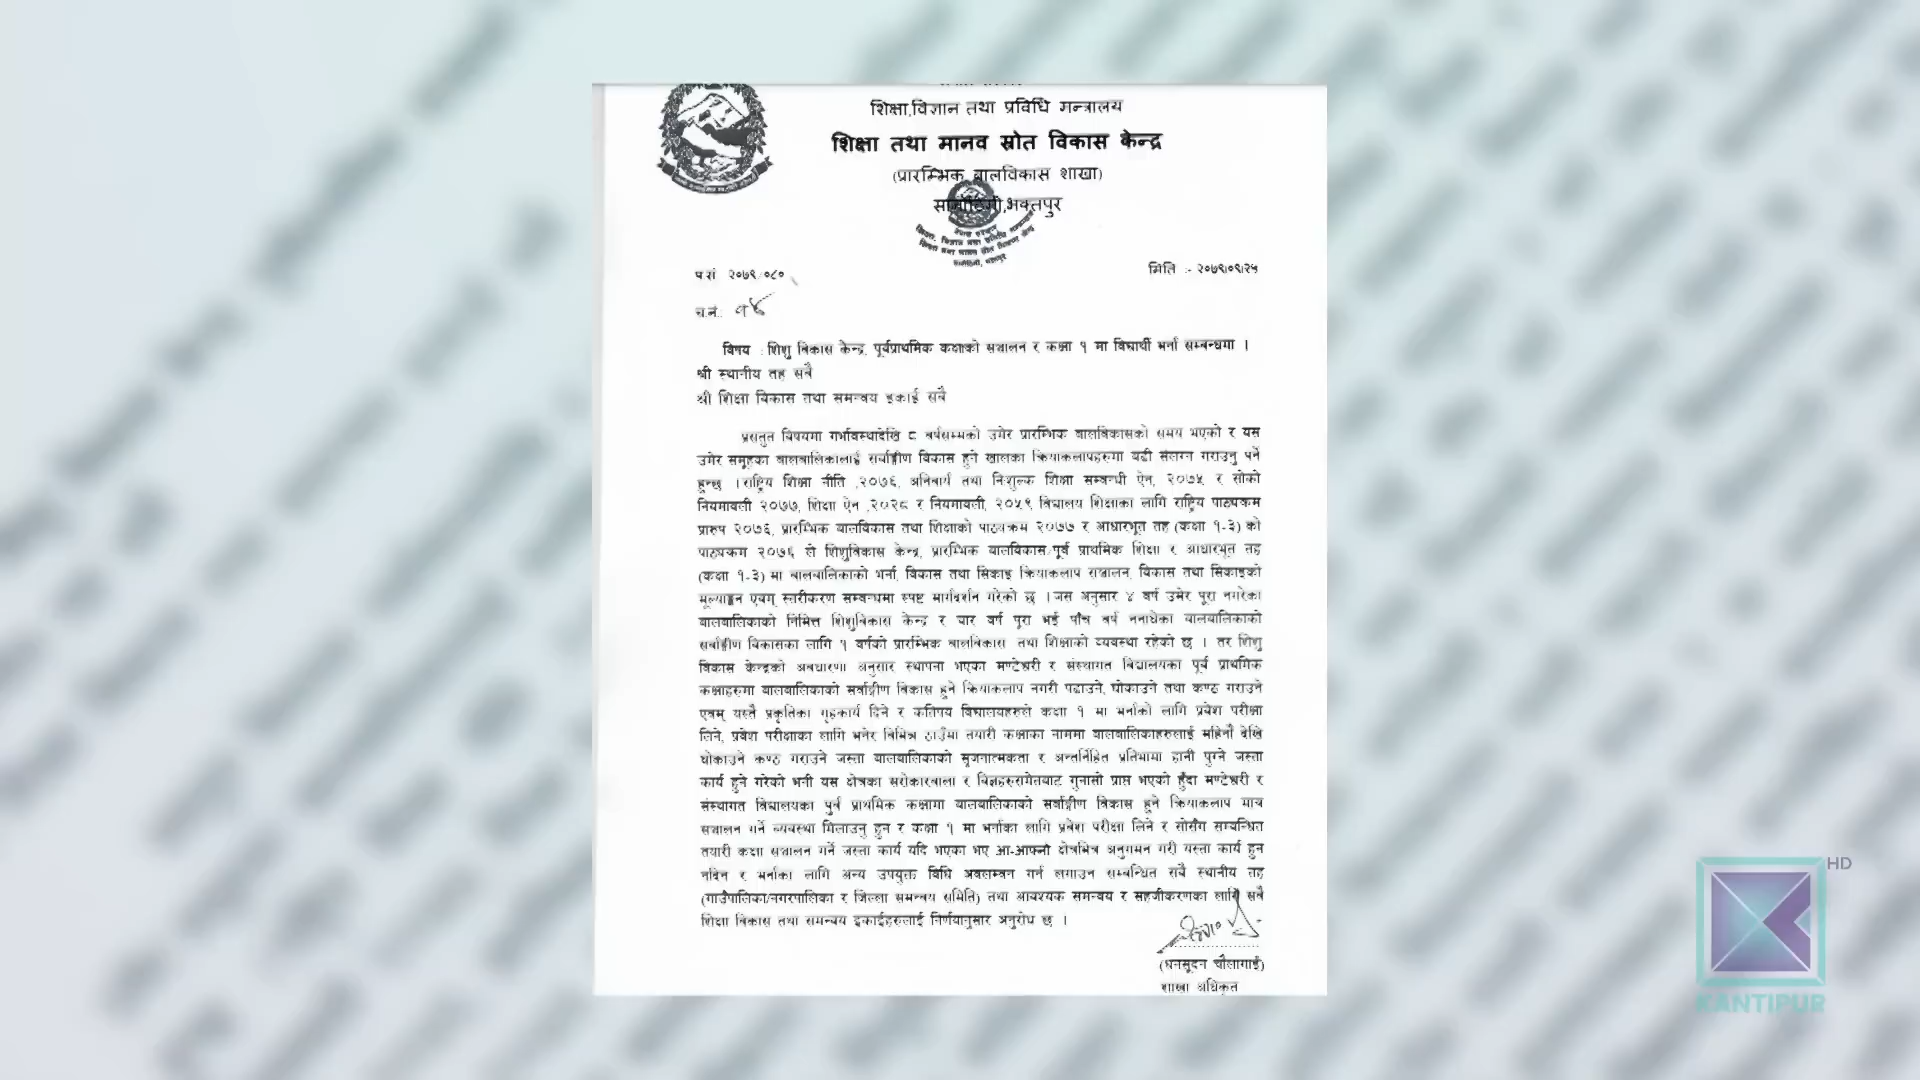 शिक्षा,विज्ञान तथा प्रविधि मन्त्रालय
शिक्षा तथा मानव स्रोत विकास केन्द्र
(प्रारम्भिक बालविकास शाखा)
सानोठिमी,भक्तपुर
प.सं २०७९/०८०
मिति :- २०७९।०९।२५
च.नं.: १४
विषय : शिशु विकास केन्द्र, पूर्वप्राथमिक कक्षाको सञ्चालन र कक्षा १ मा विद्यार्थी भर्ना सम्बन्धमा ।
श्री स्थानीय तह सबै
श्री शिक्षा विकास तथा समन्वय इकाई सबै
प्रस्तुत विषयमा गर्भावस्थादेखि ८ वर्षसम्मको उमेर प्रारम्भिक बालविकासको समय भएको र यस
उमेर समूहका बालबालिकालाई सर्वाङ्गीण विकास हुने खालका क्रियाकलापहरुमा बढी संलग्न गराउनु पर्ने
हुन्छ । राष्ट्रिय शिक्षा नीति ,२०७६, अनिवार्य तथा निःशुल्क शिक्षा सम्बन्धी ऐन, २०७५ र सोको
नियमावली २०७७, शिक्षा ऐन ,२०२८ र नियमावली, २०५९ विद्यालय शिक्षाका लागि राष्ट्रिय पाठ्यक्रम
प्रारुप २०७६, प्रारम्भिक बालविकास तथा शिक्षाको पाठ्यक्रम २०७७ र आधारभूत तह (कक्षा १-३) को
पाठ्यक्रम २०७६ ले शिशुविकास केन्द्र, प्रारम्भिक बालविकास/पूर्व प्राथमिक शिक्षा र आधारभूत तह
(कक्षा १-३) मा बालबालिकाको भर्ना, विकास तथा सिकाइ क्रियाकलाप सञ्चालन, विकास तथा सिकाइको
मूल्याङ्कन एवम् स्तरीकरण सम्बन्धमा स्पष्ट मार्गदर्शन गरेको छ । जस अनुसार ४ वर्ष उमेर पूरा नगरेका
बालबालिकाको निमित्त शिशुविकास केन्द्र र चार वर्ष पूरा भई पाँच वर्ष ननाघेका बालबालिकाको
सर्वाङ्गीण विकासका लागि १ वर्षको प्रारम्भिक बालविकास तथा शिक्षाको व्यवस्था रहेको छ । तर शिशु
विकास केन्द्रको अवधारणा अनुसार स्थापना भएका मण्टेश्वरी र संस्थागत विद्यालयका पूर्व प्राथमिक
कक्षाहरुमा बालबालिकाको सर्वाङ्गीण विकास हुने क्रियाकलाप नगरी पढाउने, घोकाउने तथा कण्ठ गराउने
एवम् यस्तै प्रकृतिका गृहकार्य दिने र कतिपय विद्यालयहरुले कक्षा १ मा भर्नाको लागि प्रवेश परीक्षा
लिने, प्रवेश परीक्षाका लागि भनेर विभिन्न ठाउँमा तयारी कक्षाका नाममा बालबालिकाहरुलाई महिनौं देखि
घोकाउने कण्ठ गराउने जस्ता बालबालिकाको सृजनात्मकता र अन्तर्निहित प्रतिभामा हानी पुग्ने जस्ता
कार्य हुने गरेको भनी यस क्षेत्रका सरोकारवाला र विज्ञहरुसमेतबाट गुनासो प्राप्त भएको हुँदा मण्टेश्वरी र
संस्थागत विद्यालयका पुर्व प्राथमिक कक्षामा बालबालिकाको सर्वाङ्गीण विकास हुने क्रियाकलाप मात्र
सञ्चालन गर्ने व्यवस्था मिलाउनु हुन र कक्षा १ मा भर्नाका लागि प्रवेश परीक्षा लिने र सोसँग सम्बन्धित
तयारी कक्षा सञ्चालन गर्ने जस्ता कार्य यदि भएका भए आ-आफ्नो क्षेत्रभित्र अनुगमन गरी यस्ता कार्य हुन
नदिन र भर्नाका लागि अन्य उपयुक्त विधि अवलम्वन गर्न लगाउन सम्बन्धित सबै स्थानीय तह
(गाउँपालिका/नगरपालिका र जिल्ला समन्वय समिति) तथा आवश्यक समन्वय र सहजीकरणका लागि सबै
शिक्षा विकास तथा समन्वय इकाईहरुलाई निर्णयानुसार अनुरोध छ ।
(धनसूदन चौलागाईं)
शाखा अधिकृत
HD
KANTIPUR